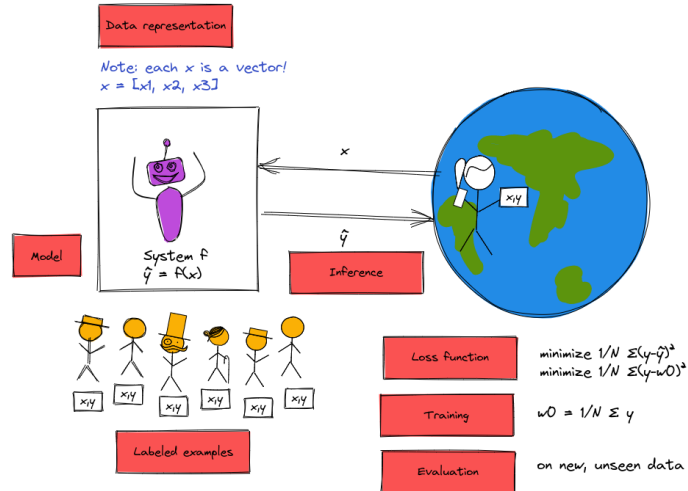 Data representation
Note: each x is a vector!
x = [x1, x2, x3]
x
x,y
ŷ
System f
ŷ = f(x)
Model
Inference
x,y
x,y
x,y
x,y
x,y
x,y
Labeled examples
Loss function
minimize 1/N Σ(y-ŷ)²
minimize 1/N Σ(y-w0)²
Training
w0 = 1/N Σ y
Evaluation
on new, unseen data